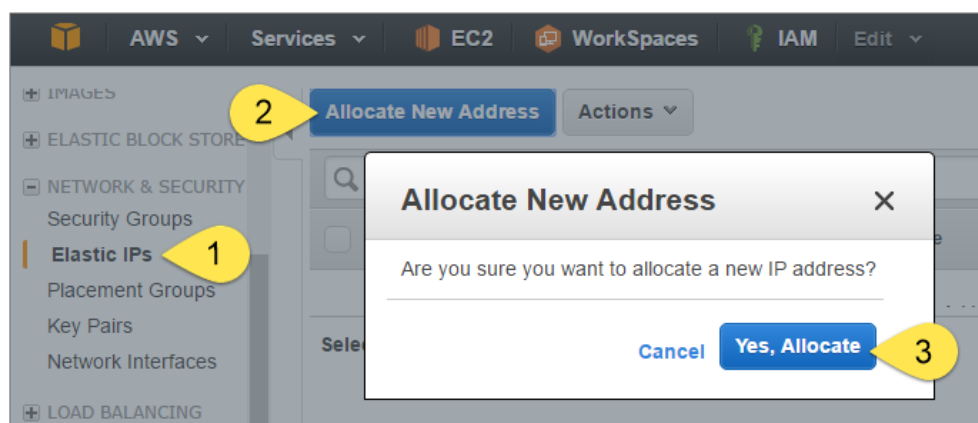 AWS Services EC2 WorkSpaces IAM Edit
IMAGES
ELASTIC BLOCK STORE
NETWORK & SECURITY
Security Groups
Elastic IPs
Placement Groups
Key Pairs
Network Interfaces
LOAD BALANCING
1
2
Allocate New Address Actions
Allocate New Address
Are you sure you want to allocate a new IP address?
Cancel Yes, Allocate
3